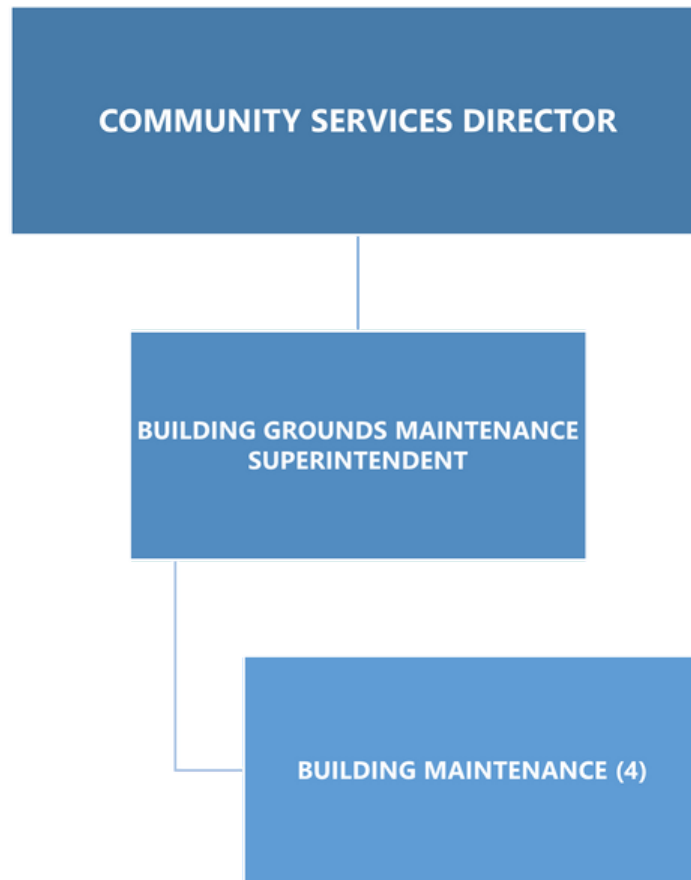 COMMUNITY SERVICES DIRECTOR
BUILDING GROUNDS MAINTENANCE
SUPERINTENDENT
BUILDING MAINTENANCE (4)